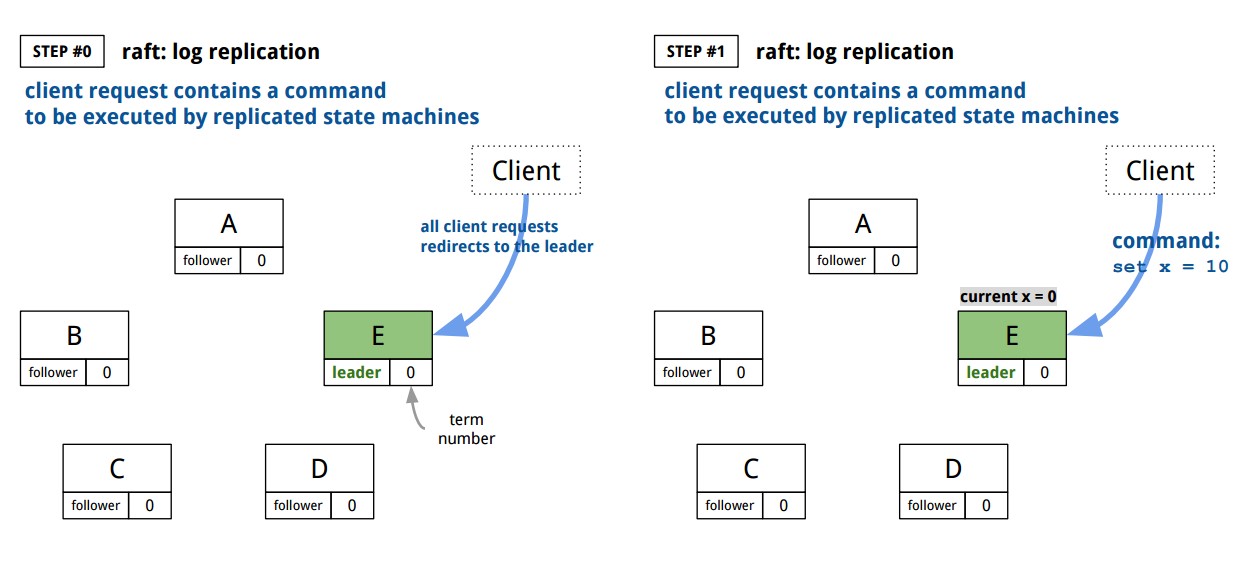 STEP #0
raft: log replication
client request contains a command
to be executed by replicated state machines
Client
all client requests
redirects to the leader
A
follower
0
B
follower
0
E
leader
0
term
number
C
follower
0
D
follower
0
STEP #1
raft: log replication
client request contains a command
to be executed by replicated state machines
Client
command:
set x = 10
A
follower
0
current x = 0
B
follower
0
E
leader
0
C
follower
0
D
follower
0